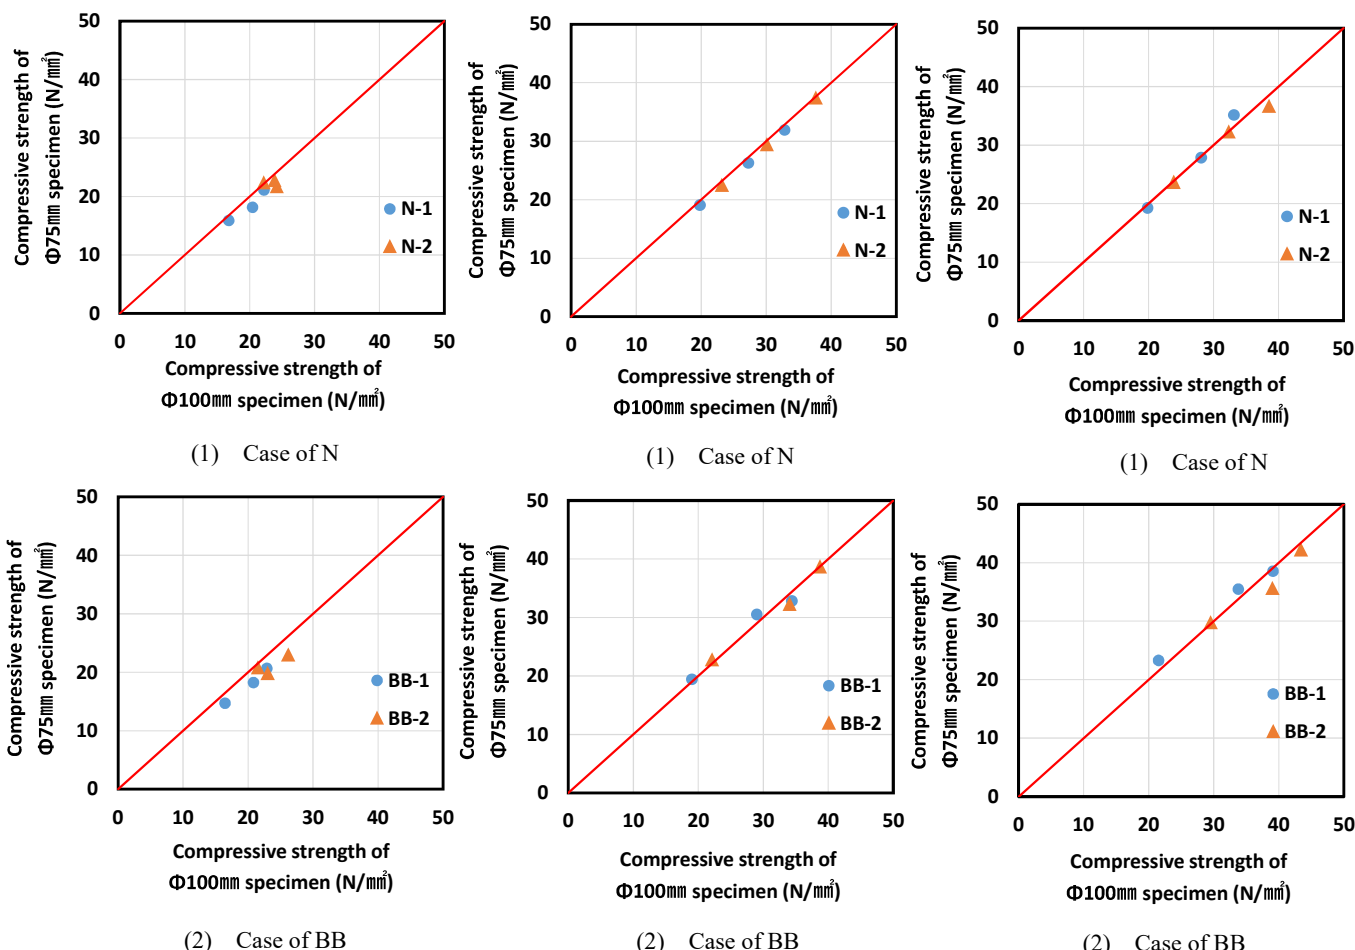 50
40
30
20
10
0
Compressive strength of
Φ75㎜ specimen (N/㎟)
N-1
N-2
0 10 20 30 40 50
Compressive strength of
Φ100㎜ specimen (N/㎟)
(1) Case of N
50
40
30
20
10
0
Compressive strength of
Φ75㎜ specimen (N/㎟)
N-1
N-2
0 10 20 30 40 50
Compressive strength of
Φ100㎜ specimen (N/㎟)
(1) Case of N
50
40
30
20
10
0
Compressive strength of
Φ75㎜ specimen (N/㎟)
N-1
N-2
0 10 20 30 40 50
Compressive strength of
Φ100㎜ specimen (N/㎟)
(1) Case of N
50
40
30
20
10
0
Compressive strength of
Φ75㎜ specimen (N/㎟)
BB-1
BB-2
0 10 20 30 40 50
Compressive strength of
Φ100㎜ specimen (N/㎟)
(2) Case of BB
50
40
30
20
10
0
Compressive strength of
Φ75㎜ specimen (N/㎟)
BB-1
BB-2
0 10 20 30 40 50
Compressive strength of
Φ100㎜ specimen (N/㎟)
(2) Case of BB
50
40
30
20
10
0
Compressive strength of
Φ75㎜ specimen (N/㎟)
BB-1
BB-2
0 10 20 30 40 50
Compressive strength of
Φ100㎜ specimen (N/㎟)
(2) Case of BB